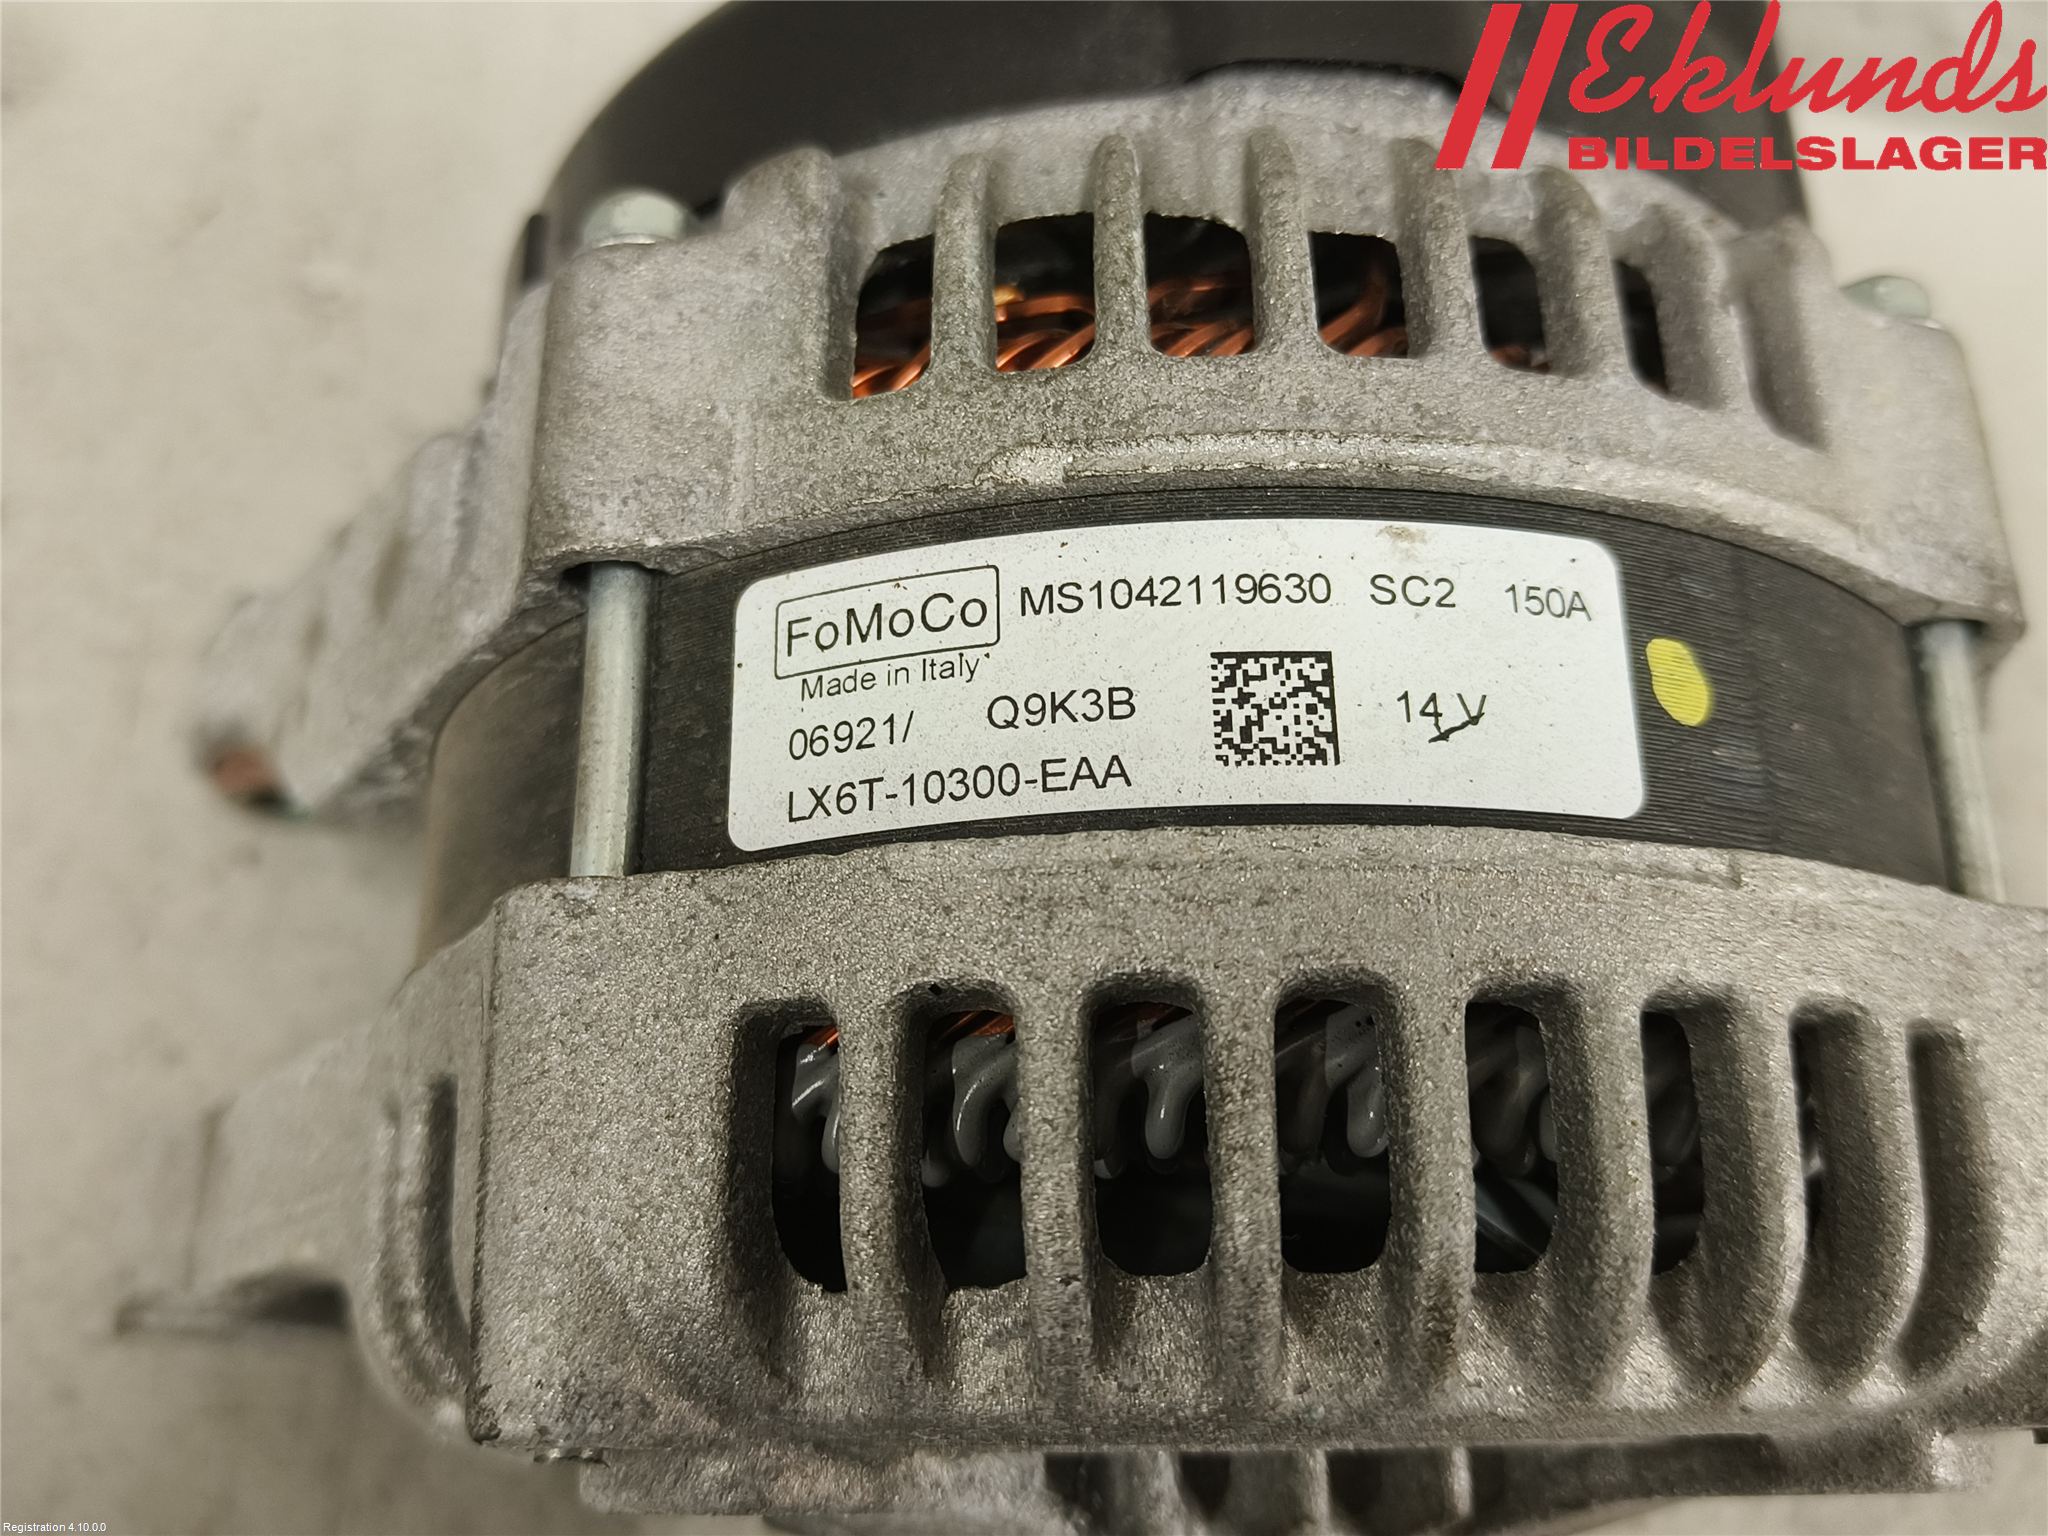 Eklunds
BILDELSLAGER
FoMoCo MS1042119630 SC2 150A
Made in Italy
06921/ Q9K3B 14 V
LX6T-10300-EAA
Registration 4.10.0.0